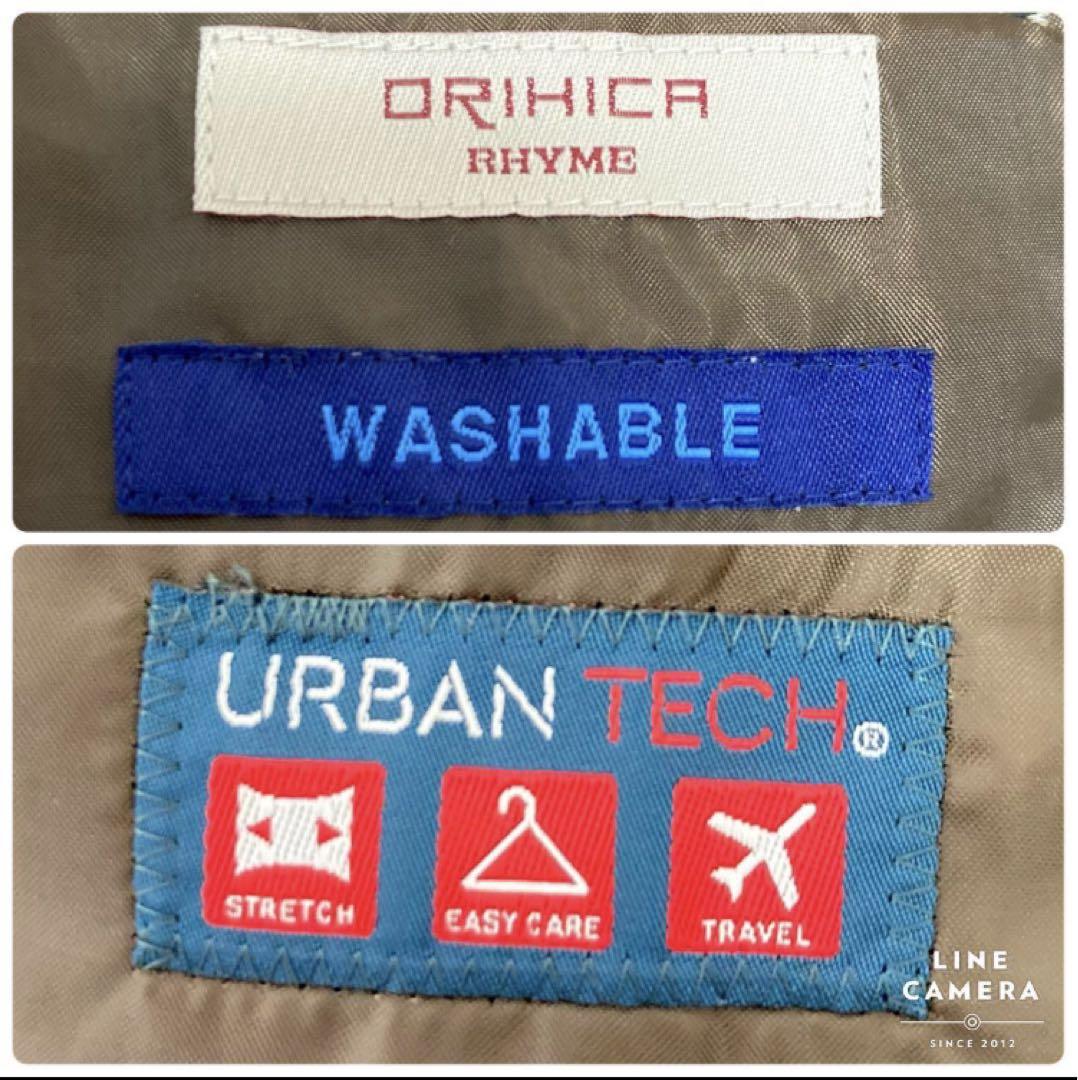 ORIHICA
RHYME
WASHABLE
URBAN TECH®
STRETCH
EASY CARE
TRAVEL
LINE
CAMERA
SINCE 2012